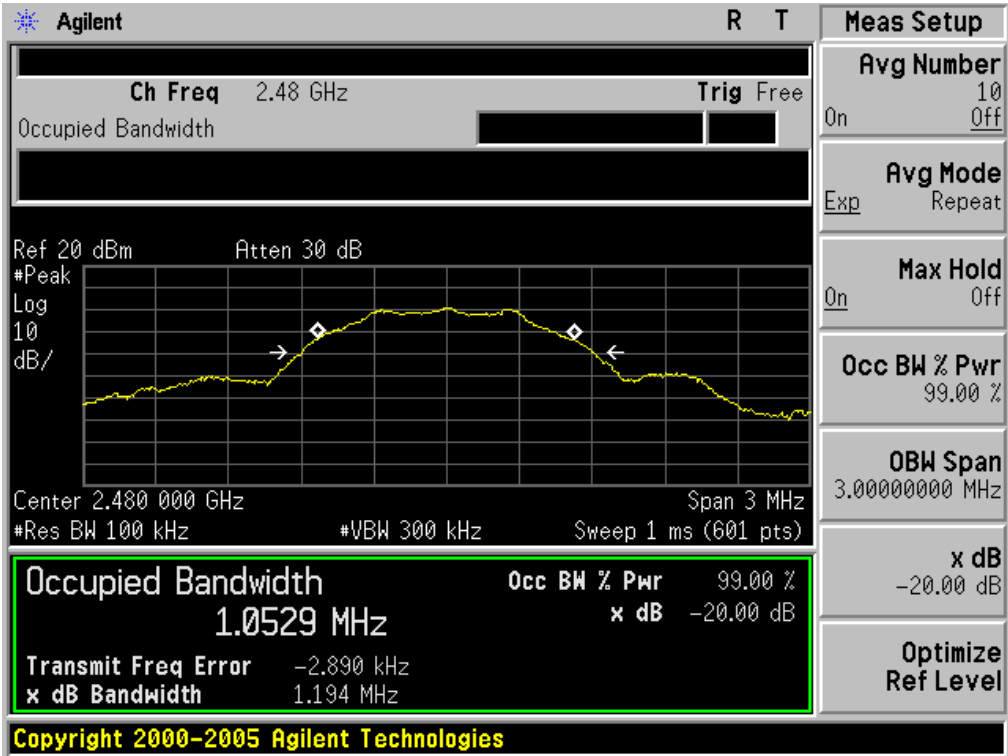 Agilent R T
Ch Freq 2.48 GHz Trig Free
Occupied Bandwidth
Ref 20 dBm Atten 30 dB
#Peak
Log
10
dB/
Center 2.480 000 GHz Span 3 MHz
#Res BW 100 kHz #VBW 300 kHz Sweep 1 ms (601 pts)
Occupied Bandwidth Occ BW % Pwr 99.00 %
1.0529 MHz x dB -20.00 dB
Transmit Freq Error -2.890 kHz
x dB Bandwidth 1.194 MHz
Copyright 2000-2005 Agilent Technologies
Meas Setup
Avg Number
10
On Off
Avg Mode
Exp Repeat
Max Hold
On Off
Occ BW % Pwr
99.00 %
OBW Span
3.00000000 MHz
x dB
-20.00 dB
Optimize
Ref Level